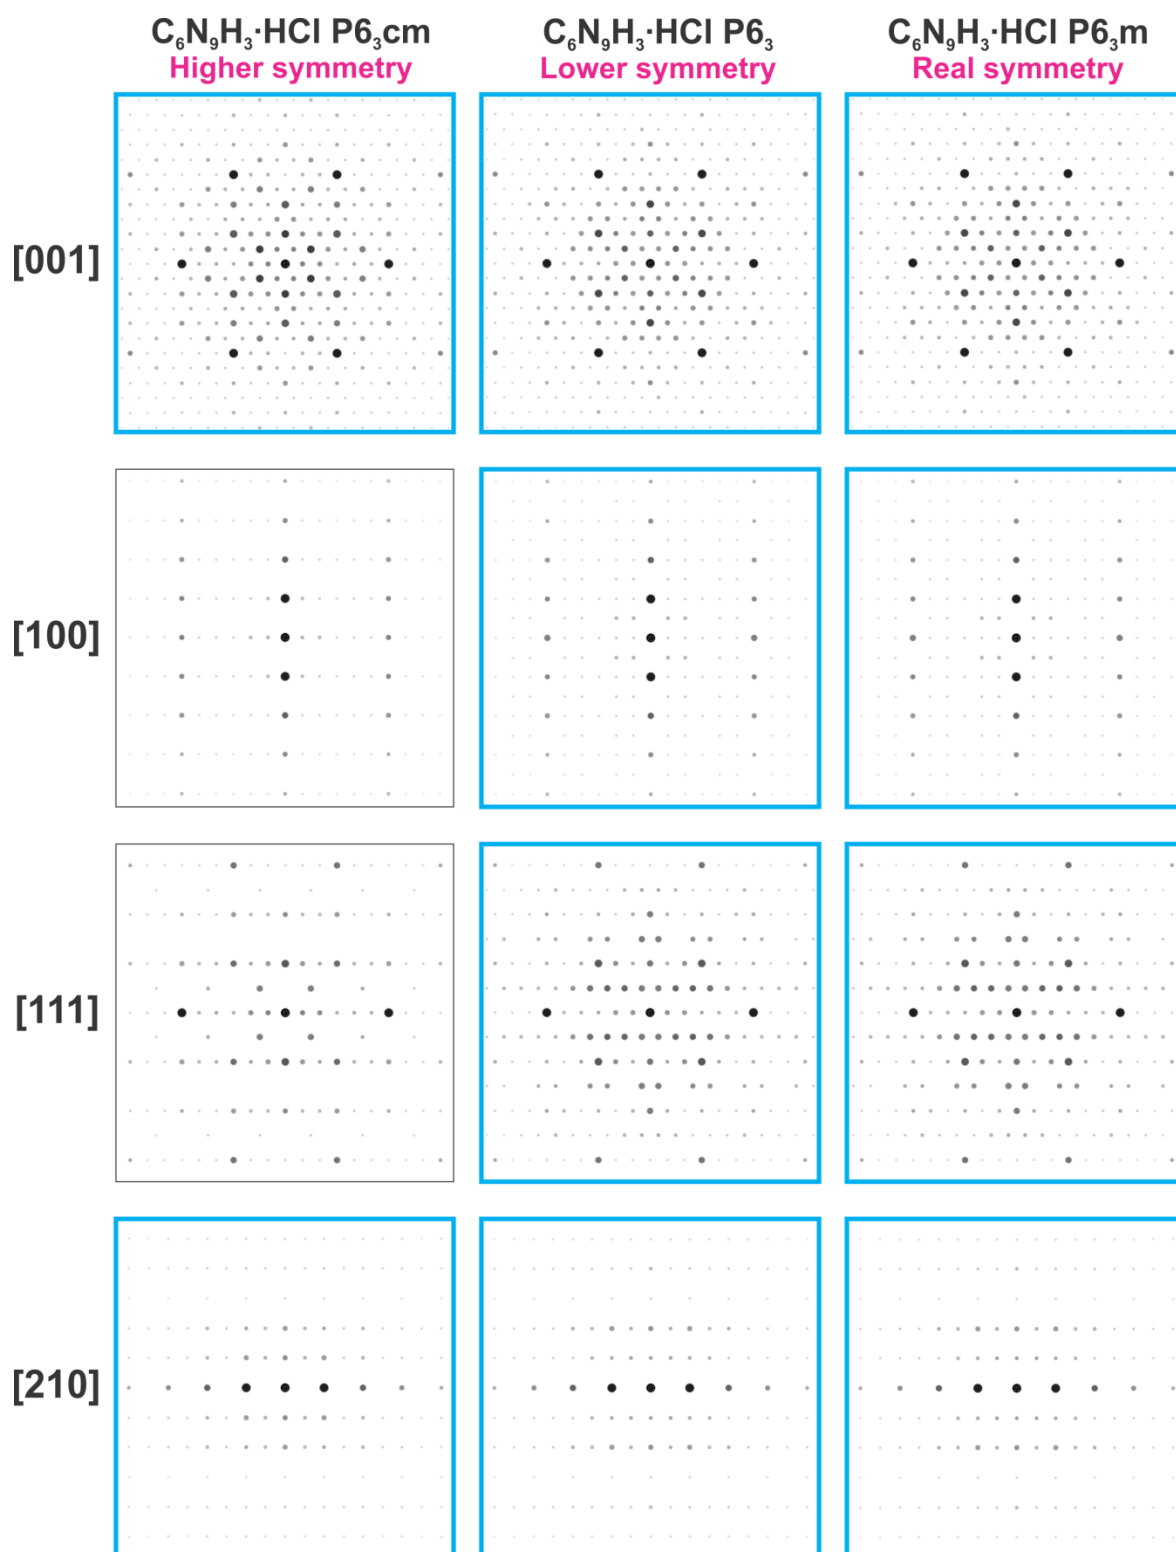 C₆N₉H₃·HCl P6₃cm
Higher symmetry
C₆N₉H₃·HCl P6₃
Lower symmetry
C₆N₉H₃·HCl P6₃m
Real symmetry
[001]
[100]
[111]
[210]